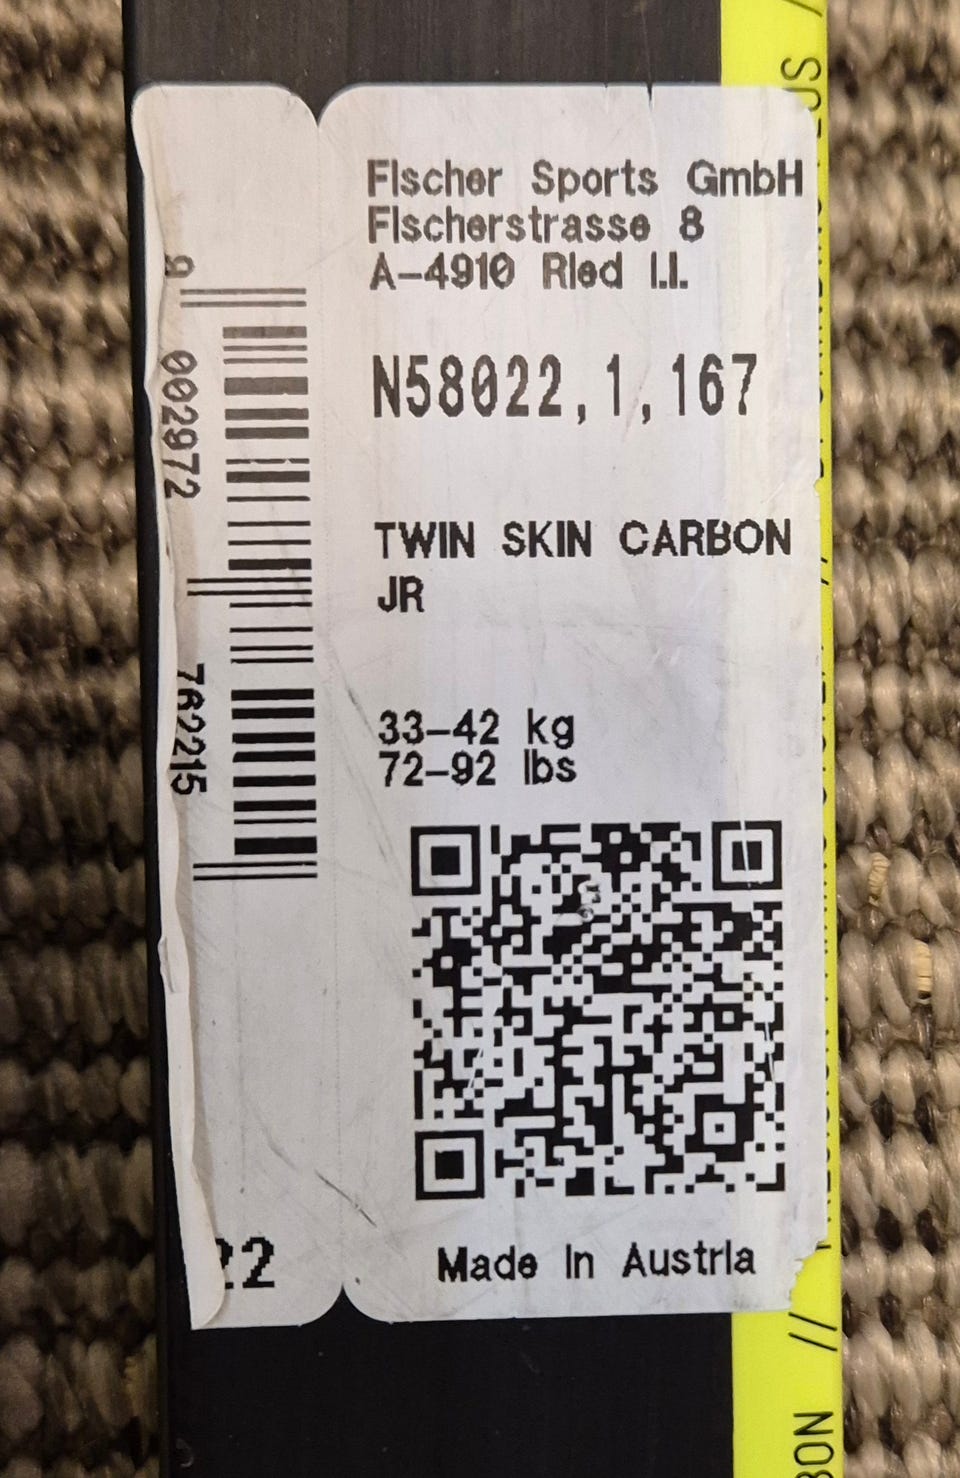 Fischer Sports GmbH
Fischerstrasse 8
A-4910 Ried I.I.
N58022,1,167
TWIN SKIN CARBON
JR
33-42 kg
72-92 lbs
Made in Austria
9 002972 762215
22
//